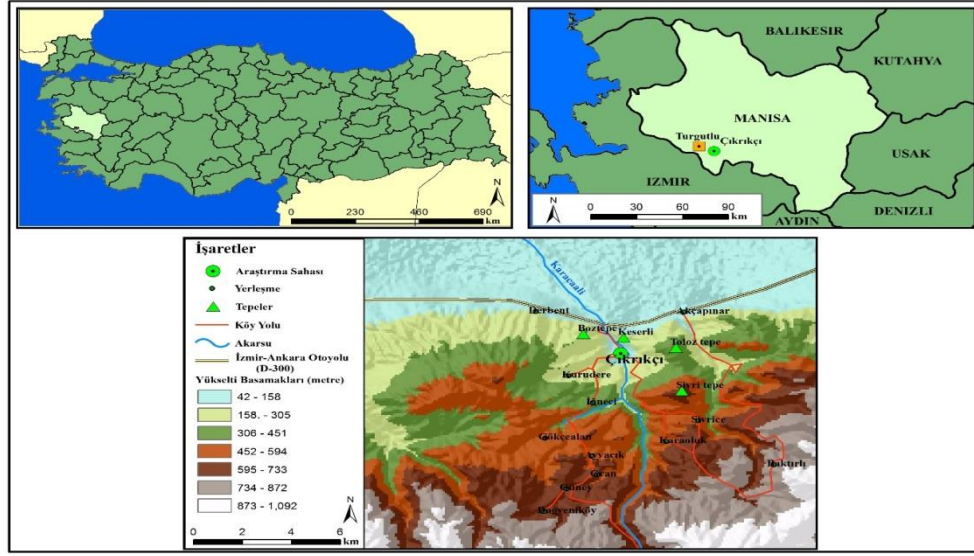 N
0 230 460 690
km
BALIKESIR
KUTAHYA
MANISA
Turgutlu
Çıkrıkçı
USAK
IZMIR
DENIZLI
AYDIN
N
0 30 60 90
km
İşaretler
Araştırma Sahası
Yerleşme
Tepeler
Köy Yolu
Akarsu
İzmir-Ankara Otoyolu
(D-300)
Yükselti Basamakları (metre)
42 - 158
158. - 305
306 - 451
452 - 594
595 - 733
734 - 872
873 - 1,092
N
0 2 4 6
km
Karacaali
Derbent
Akçapınar
Boztepe
Keserli
Toloz tepe
Çıkrıkçı
Kurudere
Sivri tepe
İğneci
Sivrice
Gökçealan
Karaoluk
Ayvacık
Baktırlı
Ören
Güney